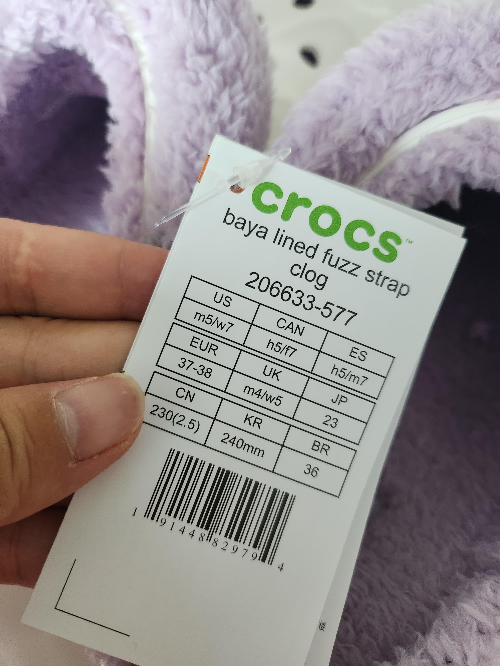 crocs™
baya lined fuzz strap
clog
206633-577
US CAN ES
m5/w7 h5/f7 h5/m7
EUR UK JP
37-38 m4/w5 23
CN KR BR
230(2.5) 240mm 36
1 91448 82979 4